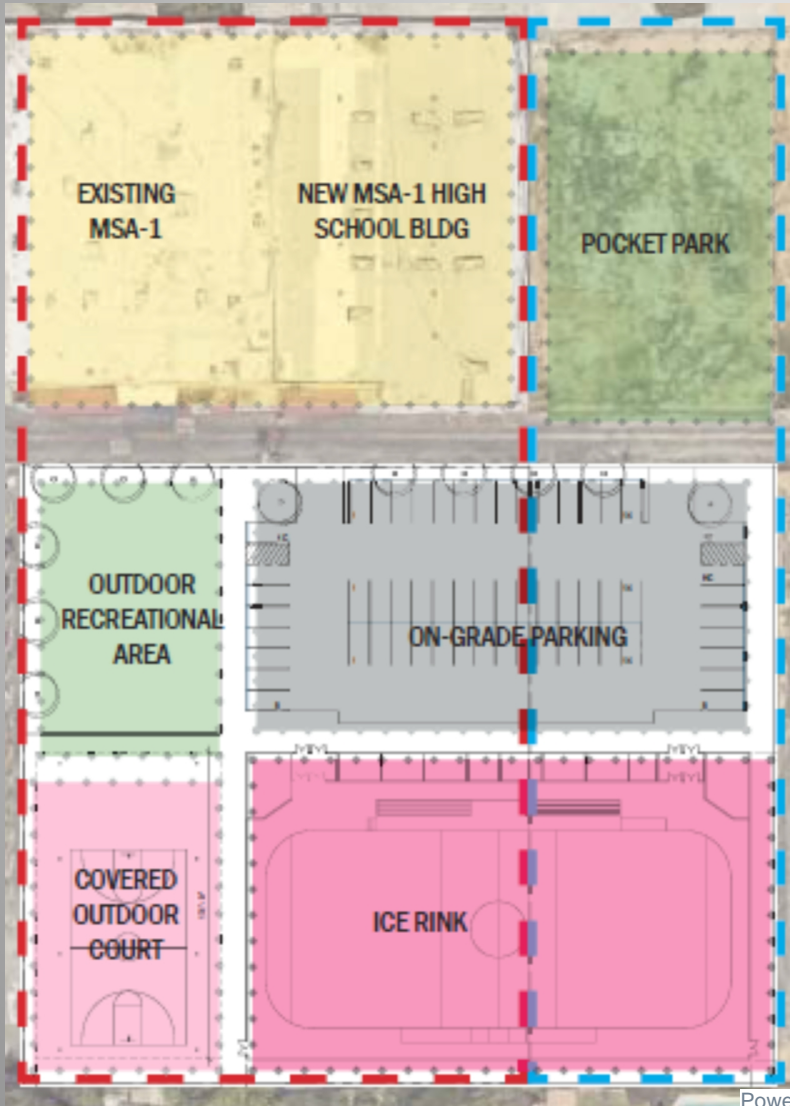 EXISTING
MSA-1
NEW MSA-1 HIGH
SCHOOL BLDG
POCKET PARK
OUTDOOR
RECREATIONAL
AREA
ON-GRADE PARKING
COVERED
OUTDOOR
COURT
ICE RINK
Powe